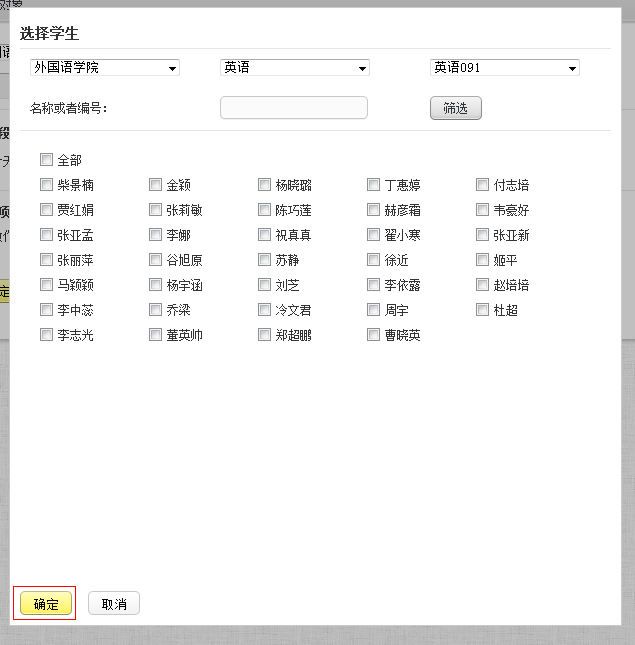 对象
选择学生
外国语学院 英语 英语091
名称或者编号: 筛选
全部
柴景楠 金颖 杨晓璐 丁惠婷 付志培
贾红娟 张莉敏 陈巧莲 赫彦霜 韦豪好
张亚孟 李娜 祝真真 翟小寒 张亚新
张丽萍 谷旭原 苏静 徐近 姬平
马颖颖 杨宇涵 刘芝 李依露 赵培培
李中蕊 乔梁 冷文君 周宇 杜超
李志光 董英帅 郑超鹏 曹晓英
确定 取消